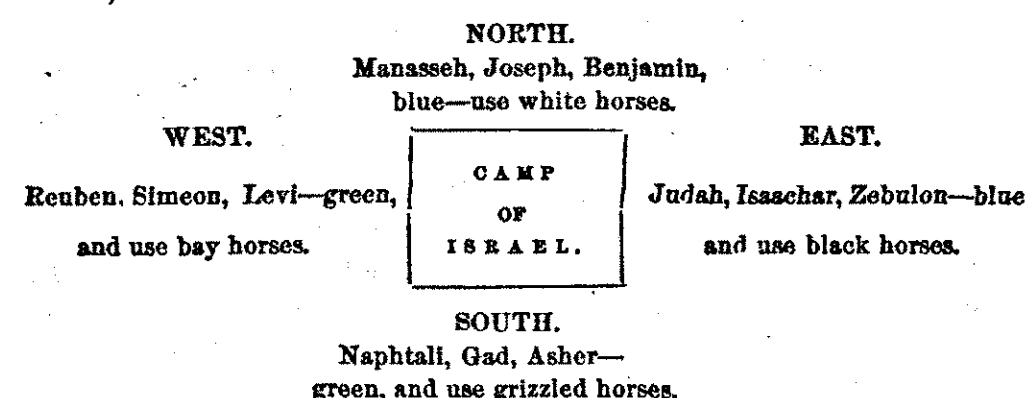 NORTH.
Manasseh, Joseph, Benjamin,
blue—use white horses.
WEST.
Reuben, Simeon, Levi—green,
and use bay horses.
CAMP
OF
ISRAEL.
EAST.
Judah, Isaachar, Zebulon—blue
and use black horses.
SOUTH.
Naphtali, Gad, Asher—
green, and use grizzled horses.